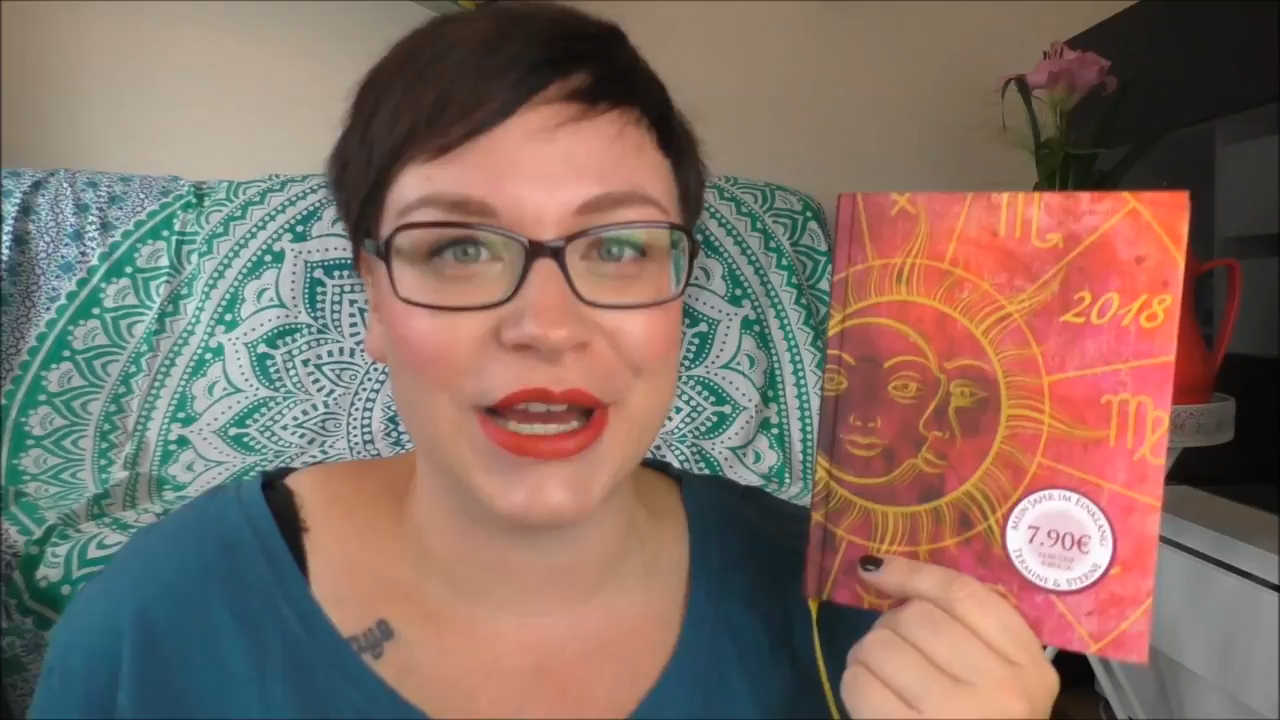 2018
MEIN JAHR IM EINKLANG
7.90€
TERMINE & STERNE